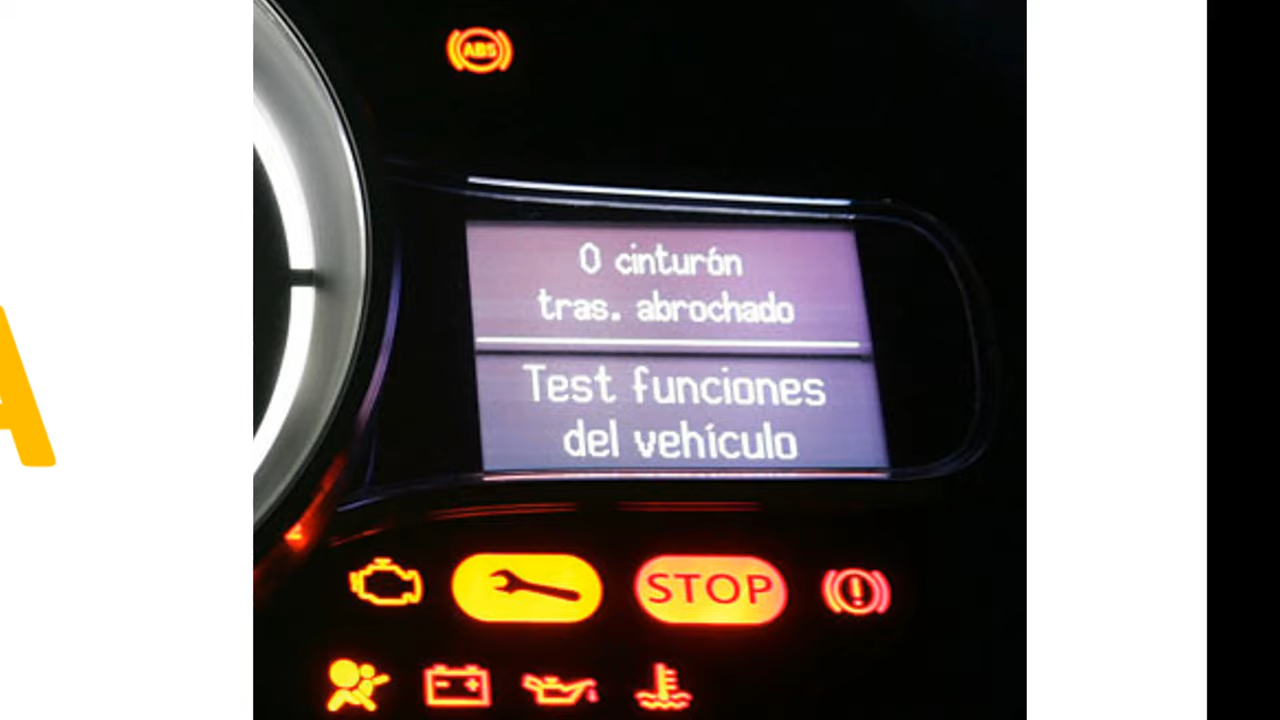 ABS
0 cinturón
tras. abrochado
Test funciones
del vehículo
STOP
A